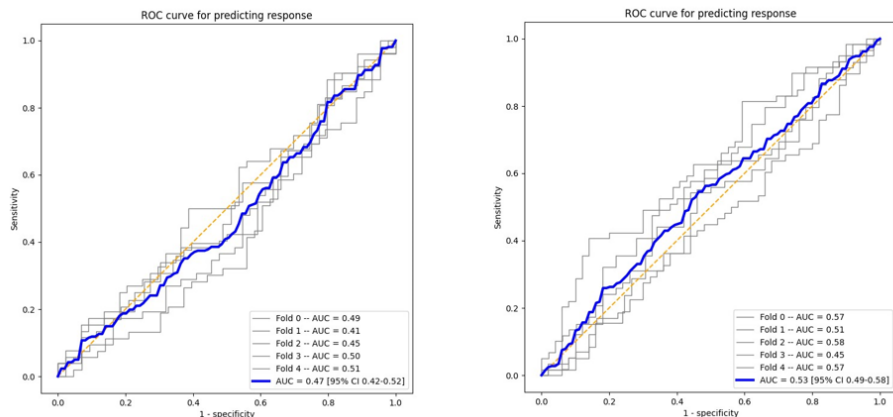 ROC curve for predicting response
1.0
0.8
0.6
0.4
0.2
0.0
Sensitivity
0.0 0.2 0.4 0.6 0.8 1.0
1 - specificity
Fold 0 -- AUC = 0.49
Fold 1 -- AUC = 0.41
Fold 2 -- AUC = 0.45
Fold 3 -- AUC = 0.50
Fold 4 -- AUC = 0.51
AUC = 0.47 [95% CI 0.42-0.52]
ROC curve for predicting response
1.0
0.8
0.6
0.4
0.2
0.0
Sensitivity
0.0 0.2 0.4 0.6 0.8 1.0
1 - specificity
Fold 0 -- AUC = 0.57
Fold 1 -- AUC = 0.51
Fold 2 -- AUC = 0.58
Fold 3 -- AUC = 0.45
Fold 4 -- AUC = 0.57
AUC = 0.53 [95% CI 0.49-0.58]